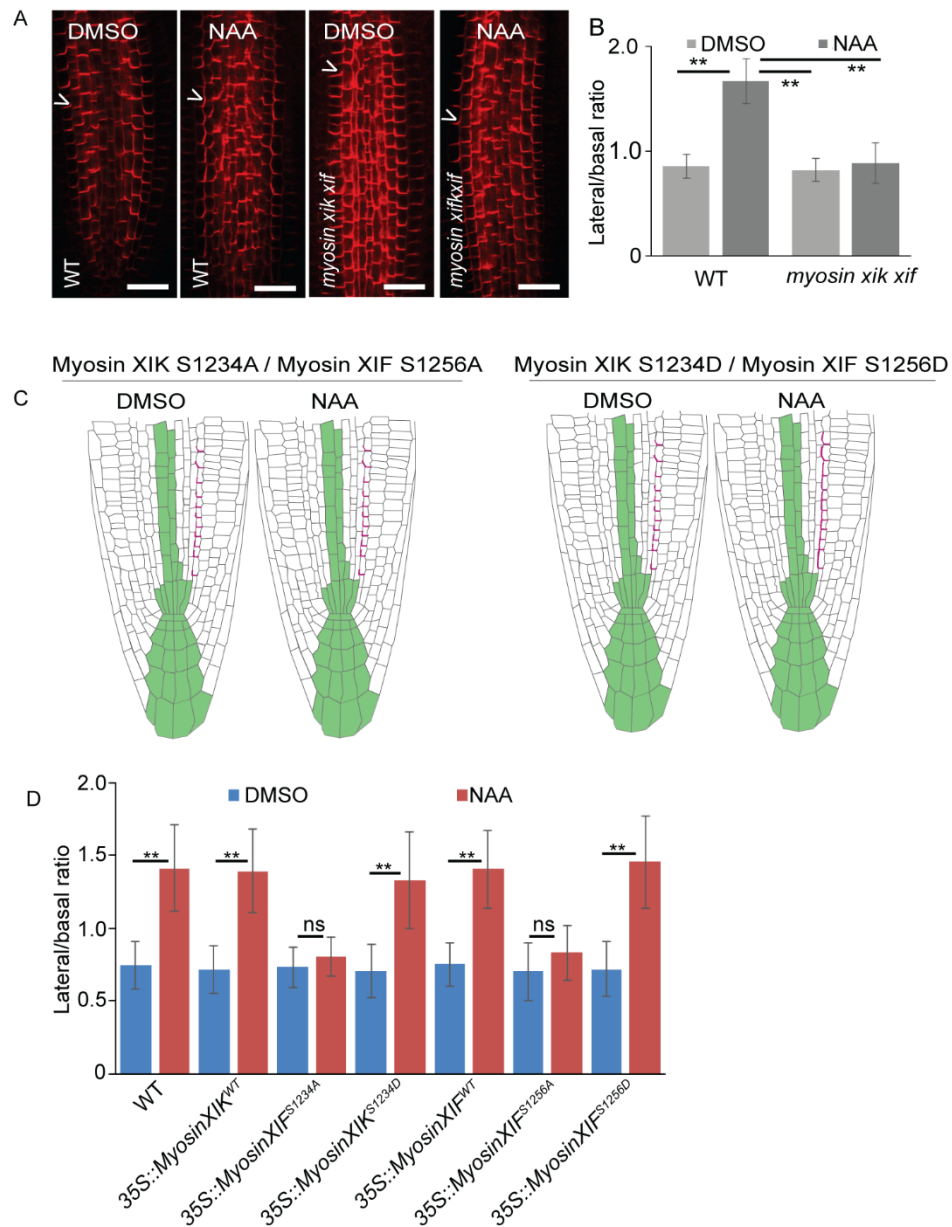 A
DMSO
NAA
DMSO
NAA
WT
WT
myosin xik xif
myosin xifkxif
B
DMSO
NAA
2.0
**
**
**
1.0
0
Lateral/basal ratio
WT
myosin xik xif
Myosin XIK S1234A / Myosin XIF S1256A
Myosin XIK S1234D / Myosin XIF S1256D
C
DMSO
NAA
DMSO
NAA
D
2.0
DMSO
NAA
1.5
1.0
0.5
0
Lateral/basal ratio
**
**
ns
**
**
ns
**
WT
35S::MyosinXIK^WT
35S::MyosinXIF^S1234A
35S::MyosinXIK^S1234D
35S::MyosinXIF^WT
35S::MyosinXIF^S1256A
35S::MyosinXIF^S1256D